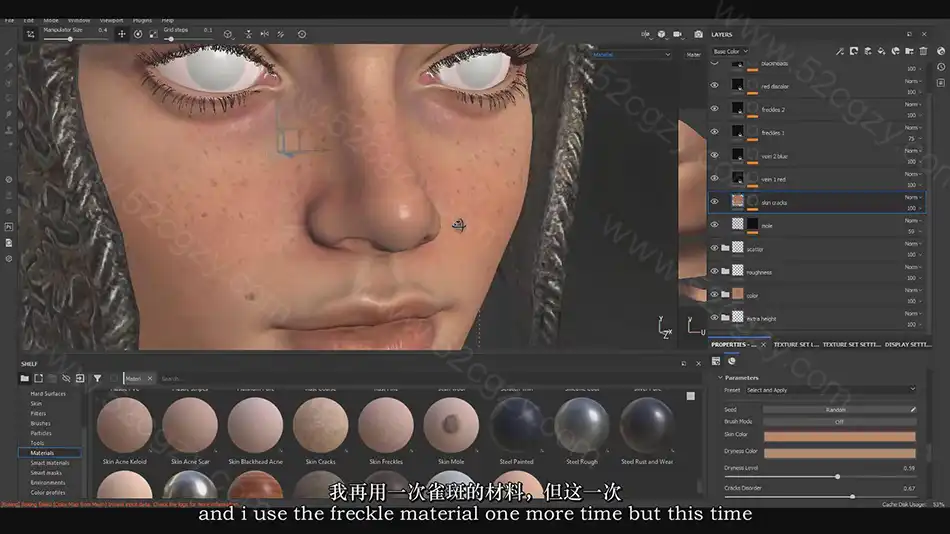 File Edit Mode Window Viewport Plugins Help
Manipulator Size 0.4 Grid steps 0.1
Material
Mater
LAYERS
Base Color
blackheads 100
red discolor Norm 100
freckles 2 Norm 100
freckles 1 Norm 75
vein 2 blue Norm 100
vein 1 red Norm 100
skin cracks Norm 100
mole Norm 59
scatter Norm 100
roughness Norm 100
color Norm 100
extra height Norm 100
PROPERTIES - ... TEXTURE SET L... TEXTURE SET SETTI... DISPLAY SETTI...
Parameters
Preset Select and Apply
Seed Random
Brush Mode Off
Skin Color
Dryness Color
Dryness Level 0.58
Cracks Disorder 0.67
SHELF
Materi Search...
Hard Surfaces
Skin
Filters
Brushes
Particles
Tools
Materials
Smart materials
Smart masks
Environments
Color profiles
Skin Acne Keloid Skin Acne Scar Skin Blackhead Acne Skin Cracks Skin Freckles Skin Mole Steel Painted Steel Rough Steel Rust and Wear
Cache Disk Usage: 53%
我再用一次雀斑的材料，但这一次
and i use the freckle material one more time but this time
www.52cgzy.com